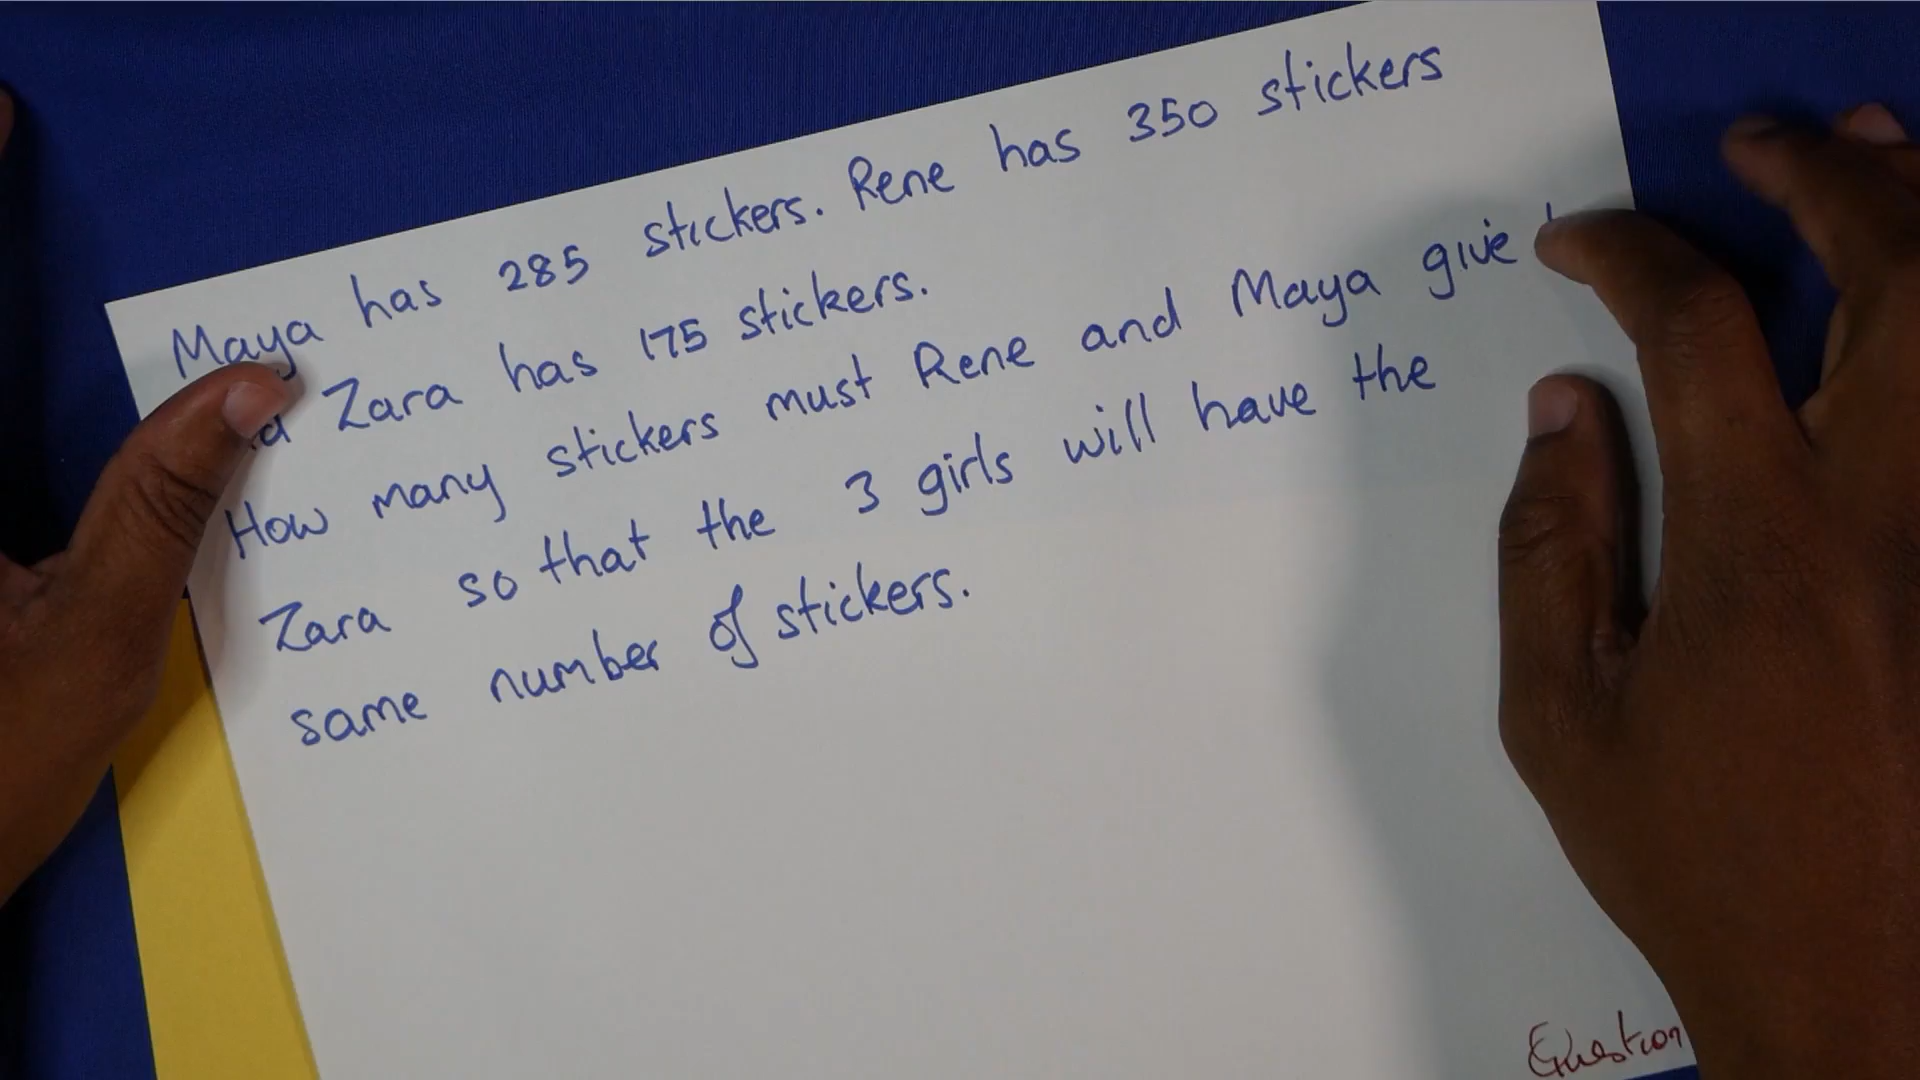 Maya has 285 stickers. Rene has 350 stickers
Zara has 175 stickers.
How many stickers must Rene and Maya give
Zara so that the 3 girls will have the
same number of stickers.
Question